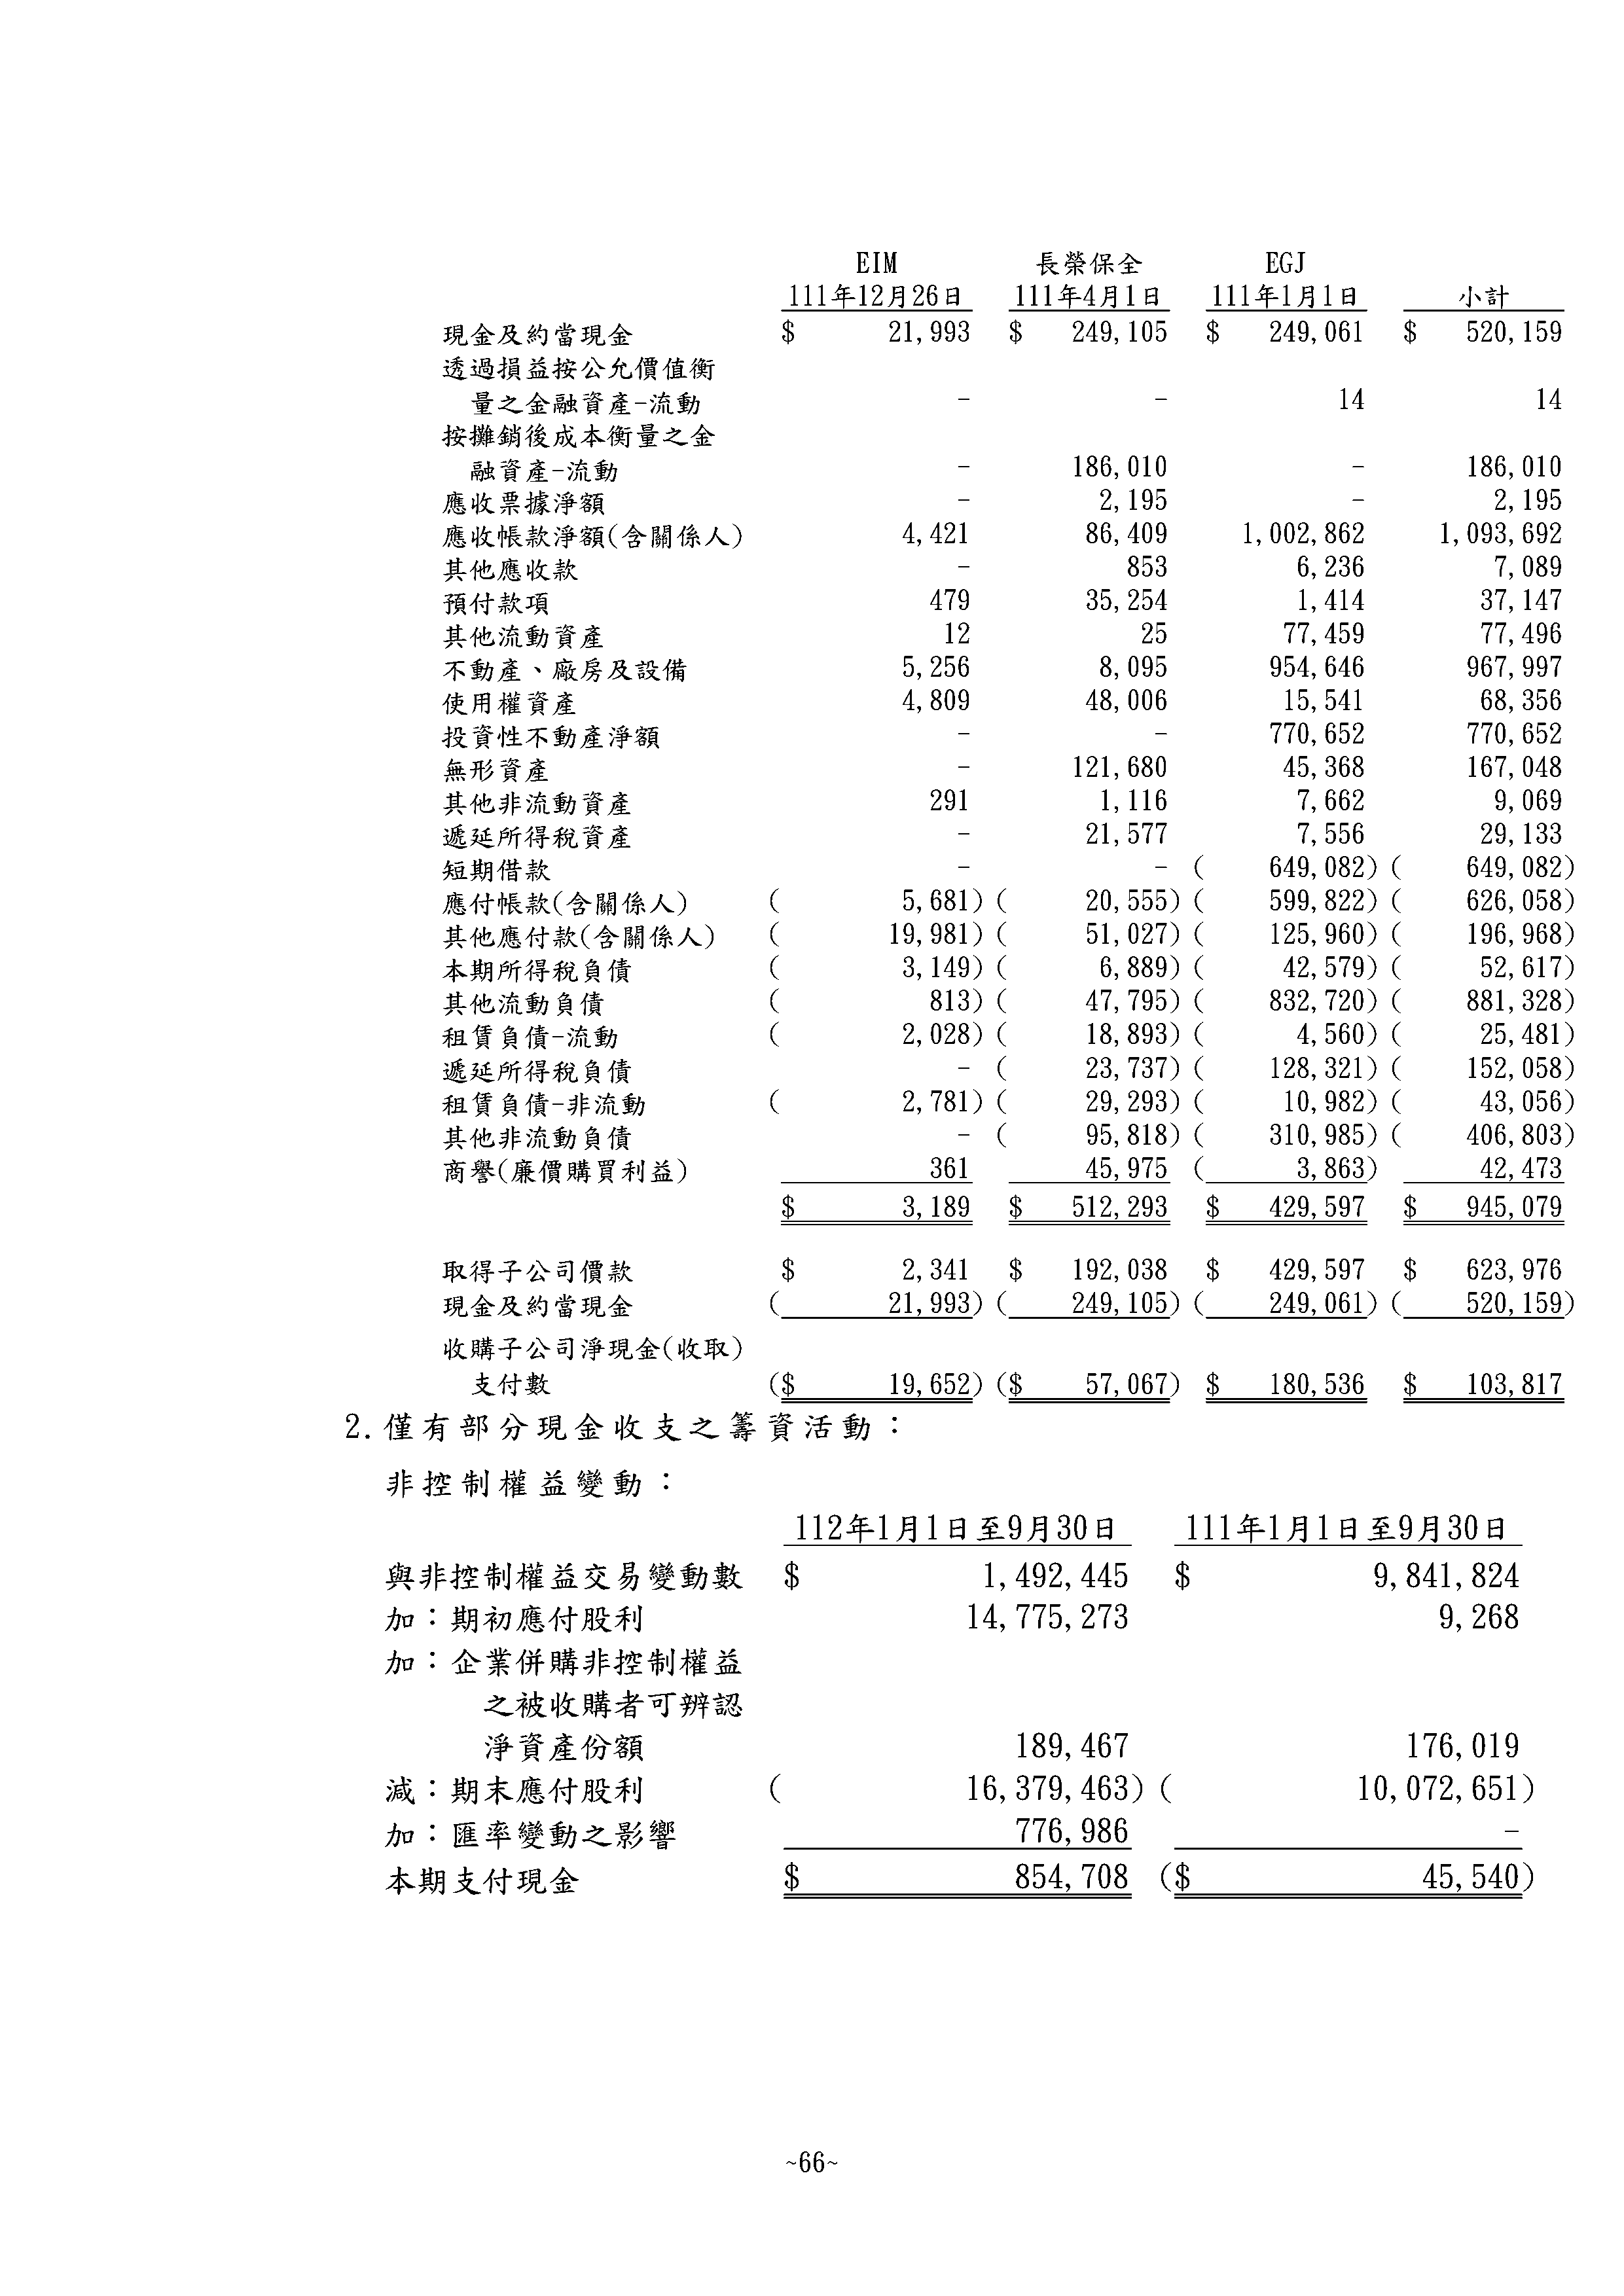 EIM 長榮保全 EGJ
111年12月26日 111年4月1日 111年1月1日 小計
現金及約當現金 $ 21,993 $ 249,105 $ 249,061 $ 520,159
透過損益按公允價值衡
量之金融資產-流動 - - 14 14
按攤銷後成本衡量之金
融資產-流動 - 186,010 - 186,010
應收票據淨額 - 2,195 - 2,195
應收帳款淨額(含關係人) 4,421 86,409 1,002,862 1,093,692
其他應收款 - 853 6,236 7,089
預付款項 479 35,254 1,414 37,147
其他流動資產 12 25 77,459 77,496
不動產、廠房及設備 5,256 8,095 954,646 967,997
使用權資產 4,809 48,006 15,541 68,356
投資性不動產淨額 - - 770,652 770,652
無形資產 - 121,680 45,368 167,048
其他非流動資產 291 1,116 7,662 9,069
遞延所得稅資產 - 21,577 7,556 29,133
短期借款 - - ( 649,082) ( 649,082)
應付帳款(含關係人) ( 5,681) ( 20,555) ( 599,822) ( 626,058)
其他應付款(含關係人) ( 19,981) ( 51,027) ( 125,960) ( 196,968)
本期所得稅負債 ( 3,149) ( 6,889) ( 42,579) ( 52,617)
其他流動負債 ( 813) ( 47,795) ( 832,720) ( 881,328)
租賃負債-流動 ( 2,028) ( 18,893) ( 4,560) ( 25,481)
遞延所得稅負債 - ( 23,737) ( 128,321) ( 152,058)
租賃負債-非流動 ( 2,781) ( 29,293) ( 10,982) ( 43,056)
其他非流動負債 - ( 95,818) ( 310,985) ( 406,803)
商譽(廉價購買利益) 361 45,975 ( 3,863) 42,473
$ 3,189 $ 512,293 $ 429,597 $ 945,079
取得子公司價款 $ 2,341 $ 192,038 $ 429,597 $ 623,976
現金及約當現金 ( 21,993) ( 249,105) ( 249,061) ( 520,159)
收購子公司淨現金(收取)
支付數 ($ 19,652) ($ 57,067) $ 180,536 $ 103,817
2.僅有部分現金收支之籌資活動：
非控制權益變動：
112年1月1日至9月30日 111年1月1日至9月30日
與非控制權益交易變動數 $ 1,492,445 $ 9,841,824
加：期初應付股利 14,775,273 9,268
加：企業併購非控制權益
之被收購者可辨認
淨資產份額 189,467 176,019
減：期末應付股利 ( 16,379,463) ( 10,072,651)
加：匯率變動之影響 776,986 -
本期支付現金 $ 854,708 ($ 45,540)
~66~